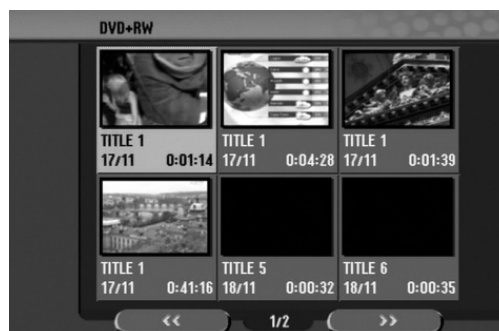 DVD+RW
TITLE 1 TITLE 1 TITLE 1
17/11 0:01:14 17/11 0:04:28 17/11 0:01:39
TITLE 1 TITLE 5 TITLE 6
17/11 0:41:16 18/11 0:00:32 18/11 0:00:35
<< 1/2 >>